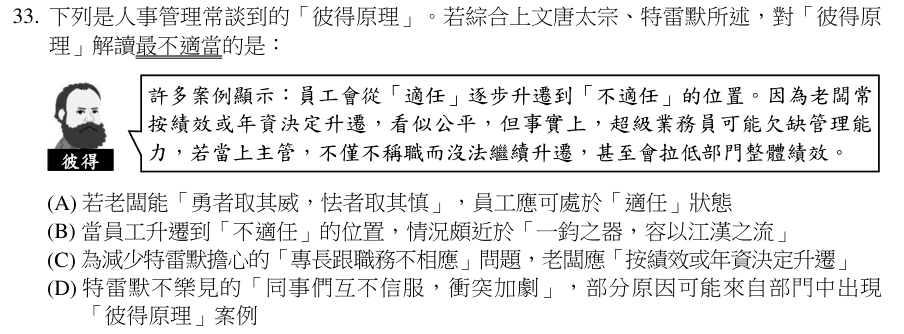 33. 下列是人事管理常談到的「彼得原理」。若綜合上文唐太宗、特雷默所述，對「彼得原
理」解讀最不適當的是：
許多案例顯示：員工會從「適任」逐步升遷到「不適任」的位置。因為老闆常
按績效或年資決定升遷，看似公平，但事實上，超級業務員可能欠缺管理能
力，若當上主管，不僅不稱職而沒法繼續升遷，甚至會拉低部門整體績效。
彼得
(A) 若老闆能「勇者取其威，怯者取其慎」，員工應可處於「適任」狀態
(B) 當員工升遷到「不適任」的位置，情況頗近於「一鈞之器，容以江漢之流」
(C) 為減少特雷默擔心的「專長跟職務不相應」問題，老闆應「按績效或年資決定升遷」
(D) 特雷默不樂見的「同事們互不信服，衝突加劇」，部分原因可能來自部門中出現
「彼得原理」案例